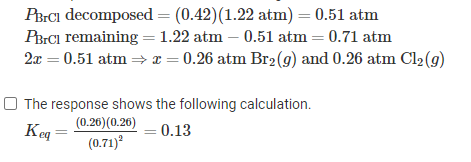 P_BrCl decomposed = (0.42)(1.22 atm) = 0.51 atm
P_BrCl remaining = 1.22 atm − 0.51 atm = 0.71 atm
2x = 0.51 atm ⇒ x = 0.26 atm Br₂(g) and 0.26 atm Cl₂(g)
The response shows the following calculation.
K_eq = (0.26)(0.26) / (0.71)² = 0.13